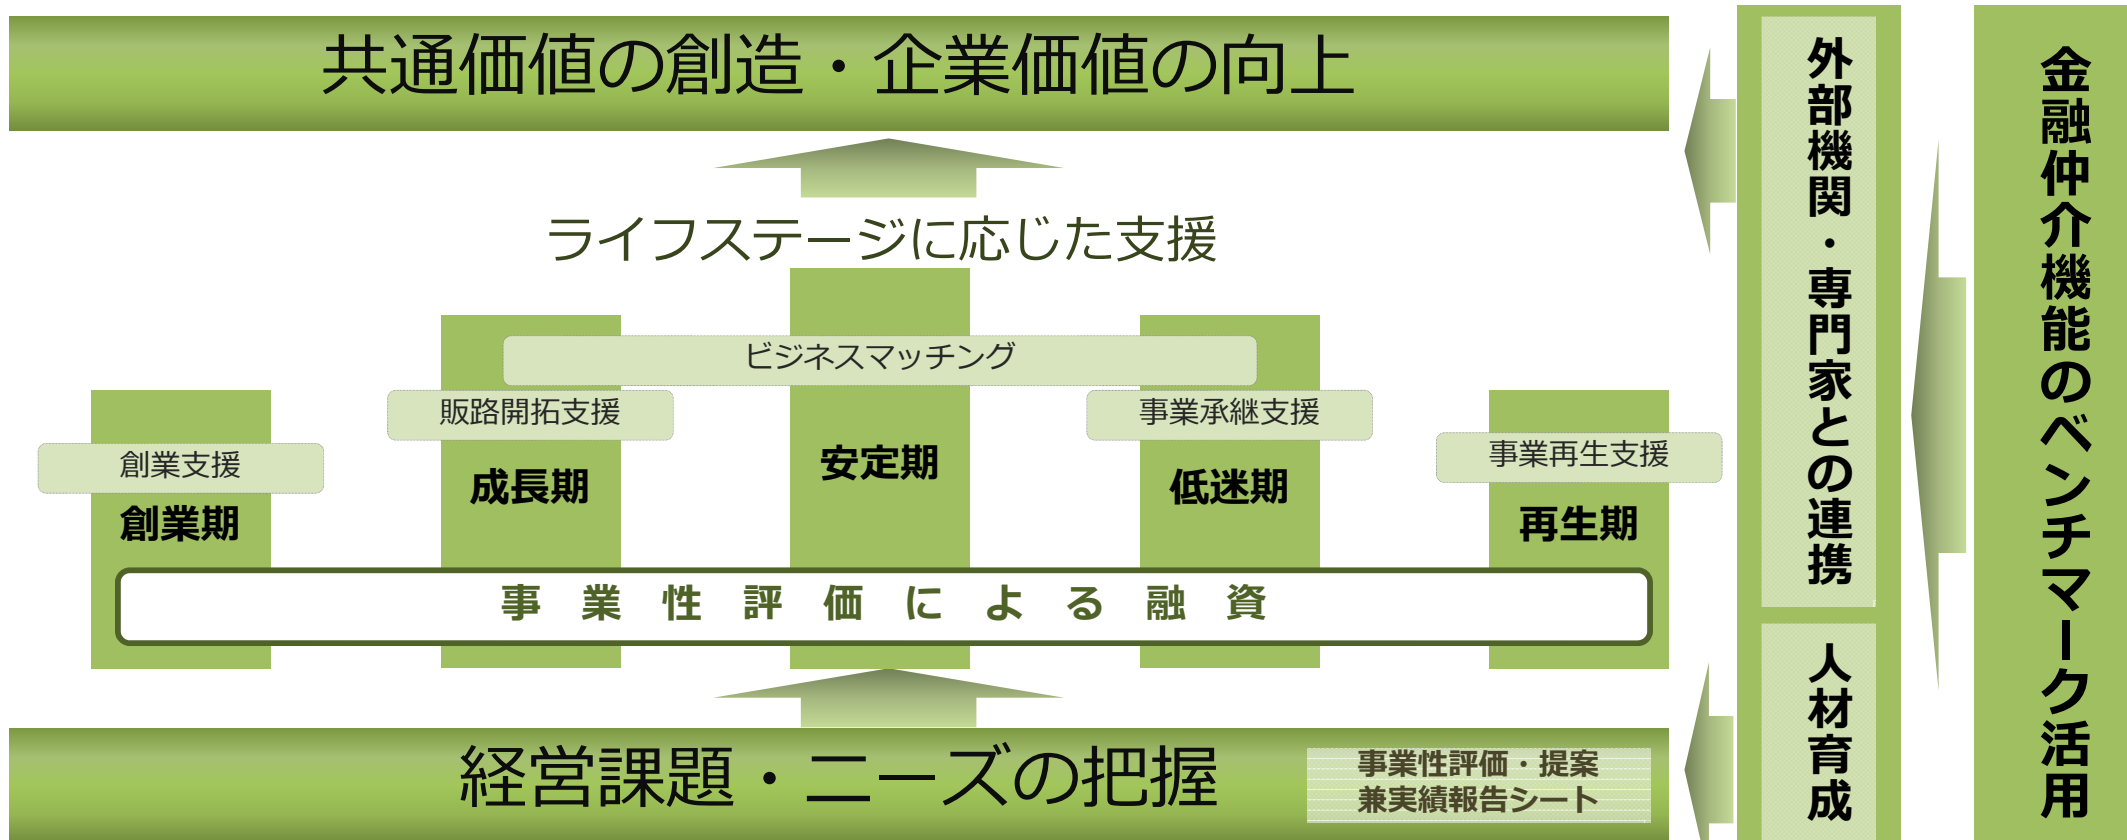 共通価値の創造・企業価値の向上
ライフステージに応じた支援
ビジネスマッチング
販路開拓支援
事業承継支援
創業支援
事業再生支援
創業期
成長期
安定期
低迷期
再生期
事業性評価による融資
経営課題・ニーズの把握
事業性評価・提案
兼実績報告シート
外部機関・専門家との連携
人材育成
金融仲介機能のベンチマーク活用